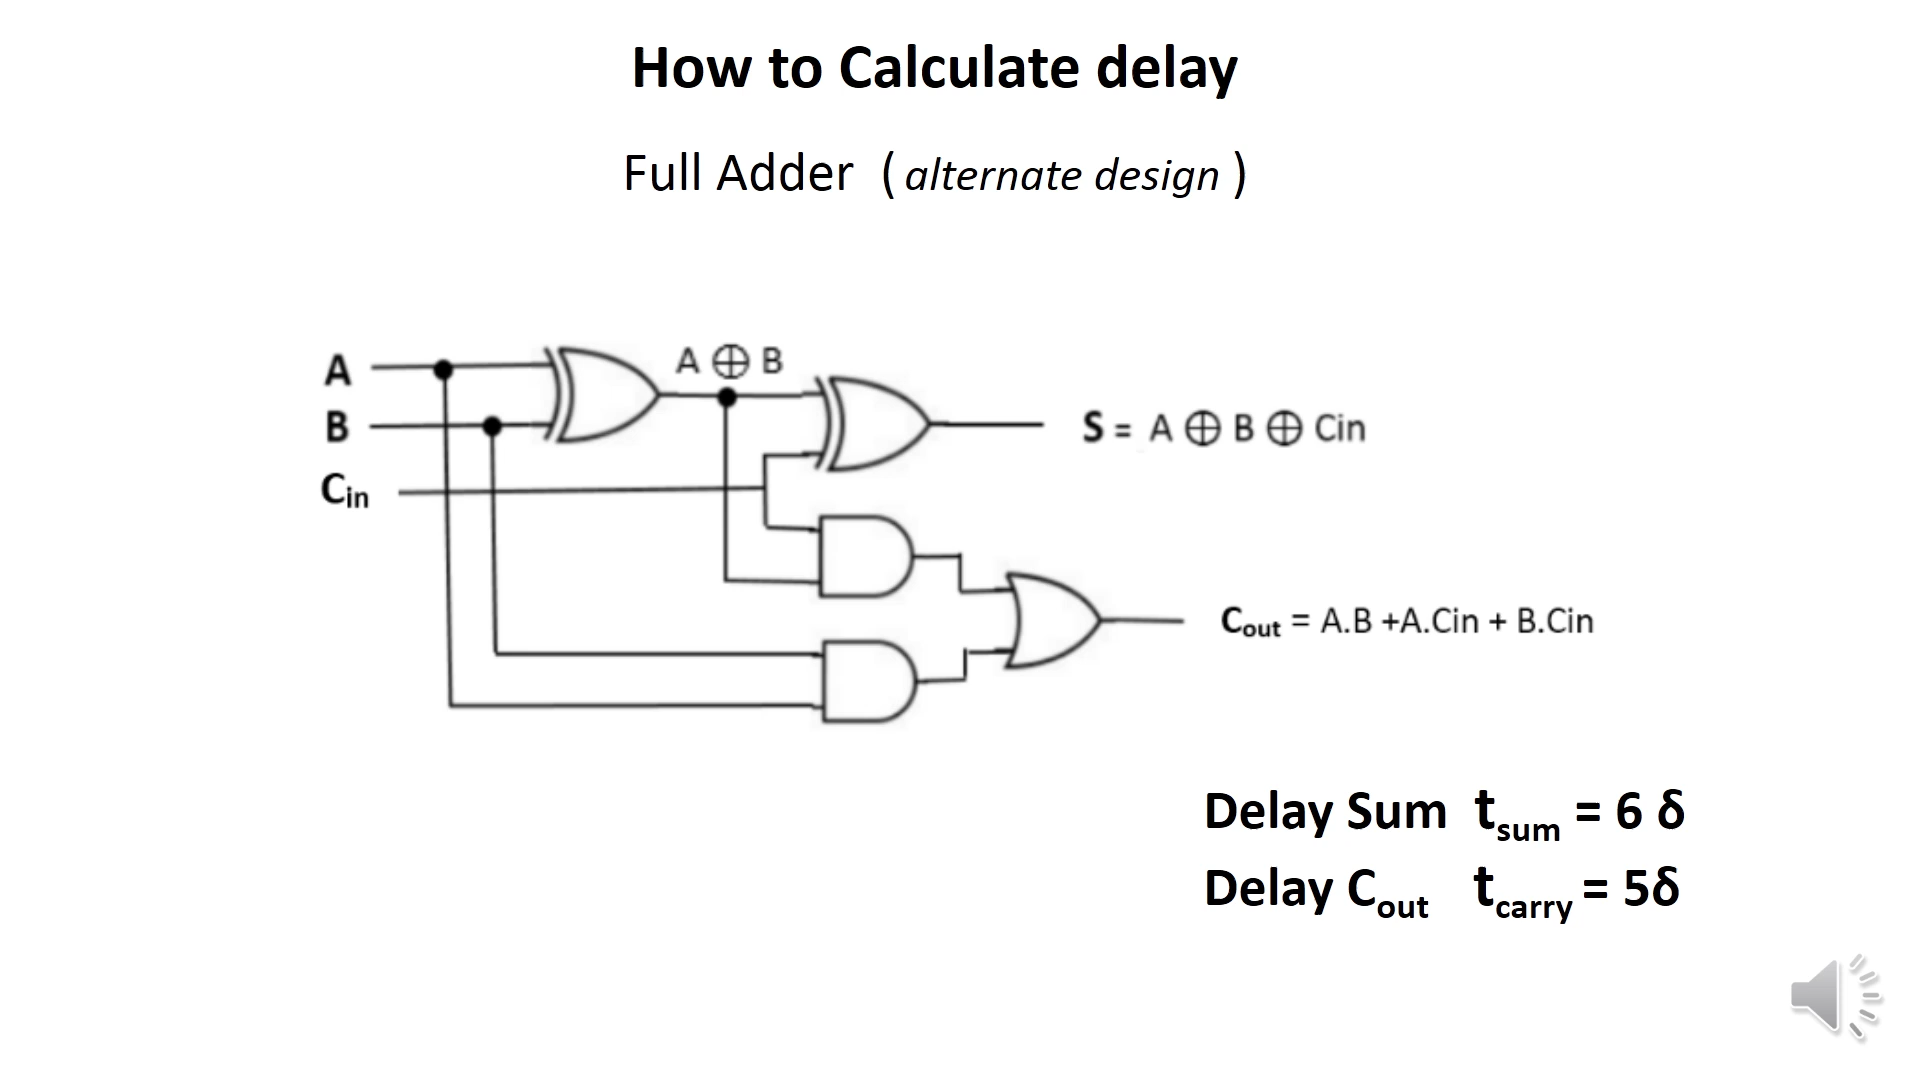 How to Calculate delay
Full Adder ( alternate design )
A
A ⊕ B
B
S = A ⊕ B ⊕ Cin
Cin
Cout = A.B +A.Cin + B.Cin
Delay Sum tsum = 6 δ
Delay Cout tcarry = 5δ